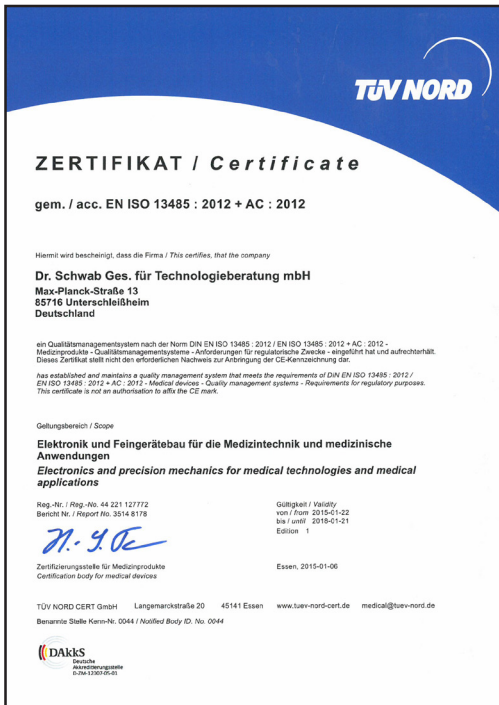 TÜV NORD
ZERTIFIKAT / Certificate
gem. / acc. EN ISO 13485 : 2012 + AC : 2012
Hiermit wird bescheinigt, dass die Firma / This certifies, that the company
Dr. Schwab Ges. für Technologieberatung mbH
Max-Planck-Straße 13
85716 Unterschleißheim
Deutschland
ein Qualitätsmanagementsystem nach der Norm DIN EN ISO 13485 : 2012 / EN ISO 13485 : 2012 + AC : 2012 -
Medizinprodukte - Qualitätsmanagementsysteme - Anforderungen für regulatorische Zwecke - eingeführt hat und aufrechterhält.
Dieses Zertifikat stellt nicht den erforderlichen Nachweis zur Anbringung der CE-Kennzeichnung dar.
has established and maintains a quality management system that meets the requirements of DIN EN ISO 13485 : 2012 /
EN ISO 13485 : 2012 + AC : 2012 - Medical devices - Quality management systems - Requirements for regulatory purposes.
This certificate is not an authorisation to affix the CE mark.
Geltungsbereich / Scope
Elektronik und Feingerätebau für die Medizintechnik und medizinische
Anwendungen
Electronics and precision mechanics for medical technologies and medical
applications
Reg.-Nr. / Reg.-No. 44 221 127772
Bericht Nr. / Report No. 3514 8178
Gültigkeit / Validity
von / from 2015-01-22
bis / until 2018-01-21
Edition 1
Zertifizierungsstelle für Medizinprodukte
Certification body for medical devices
Essen, 2015-01-06
TÜV NORD CERT GmbH Langemarckstraße 20 45141 Essen www.tuev-nord-cert.de medical@tuev-nord.de
Benannte Stelle Kenn-Nr. 0044 / Notified Body ID. No. 0044
DAkkS
Deutsche
Akkreditierungsstelle
D-ZM-12007-05-01